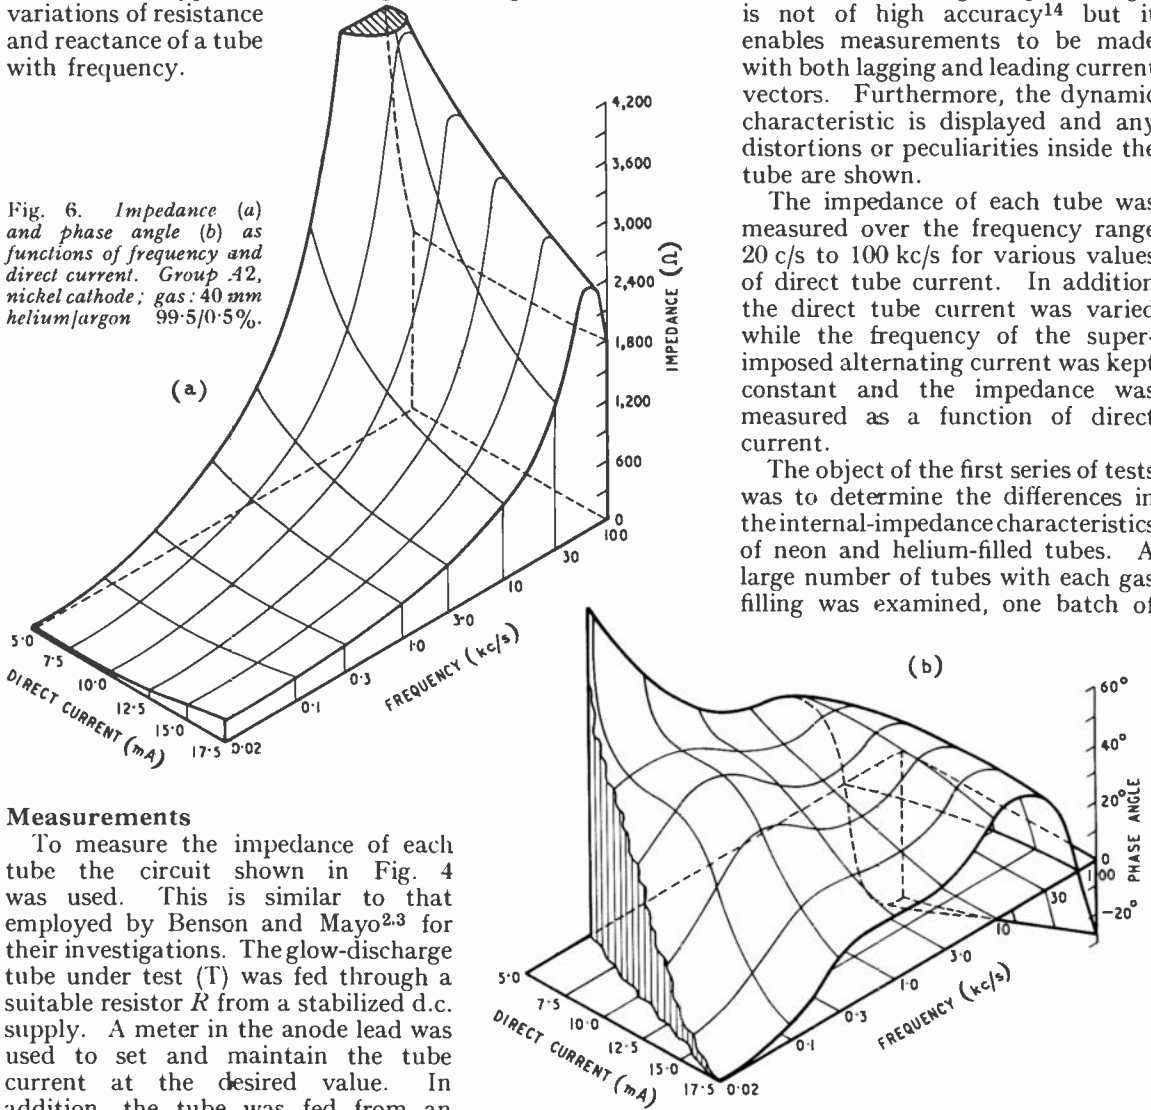 variations of resistance
and reactance of a tube
with frequency.
Fig. 6. Impedance (a)
and phase angle (b) as
functions of frequency and
direct current. Group A2,
nickel cathode; gas: 40 mm
helium/argon 99·5/0·5%.
(a)
4,200
3,600
3,000
2,400
1,800
1,200
600
0
IMPEDANCE (Ω)
100
30
10
3·0
1·0
0·3
0·1
0·02
FREQUENCY (kc/s)
5·0
7·5
10·0
12·5
15·0
17·5
DIRECT CURRENT (mA)
Measurements
To measure the impedance of each
tube the circuit shown in Fig. 4
was used. This is similar to that
employed by Benson and Mayo2,3 for
their investigations. The glow-discharge
tube under test (T) was fed through a
suitable resistor R from a stabilized d.c.
supply. A meter in the anode lead was
used to set and maintain the tube
current at the desired value. In
addition, the tube was fed from an
is not of high accuracy14 but it
enables measurements to be made
with both lagging and leading current
vectors. Furthermore, the dynamic
characteristic is displayed and any
distortions or peculiarities inside the
tube are shown.
The impedance of each tube was
measured over the frequency range
20 c/s to 100 kc/s for various values
of direct tube current. In addition
the direct tube current was varied
while the frequency of the super-
imposed alternating current was kept
constant and the impedance was
measured as a function of direct
current.
The object of the first series of tests
was to determine the differences in
the internal-impedance characteristics
of neon and helium-filled tubes. A
large number of tubes with each gas
filling was examined, one batch of
(b)
60°
40°
20°
0
-20°
PHASE ANGLE
100
30
10
3·0
1·0
0·3
0·1
0·02
FREQUENCY (kc/s)
5·0
7·5
10·0
12·5
15·0
17·5
DIRECT CURRENT (mA)